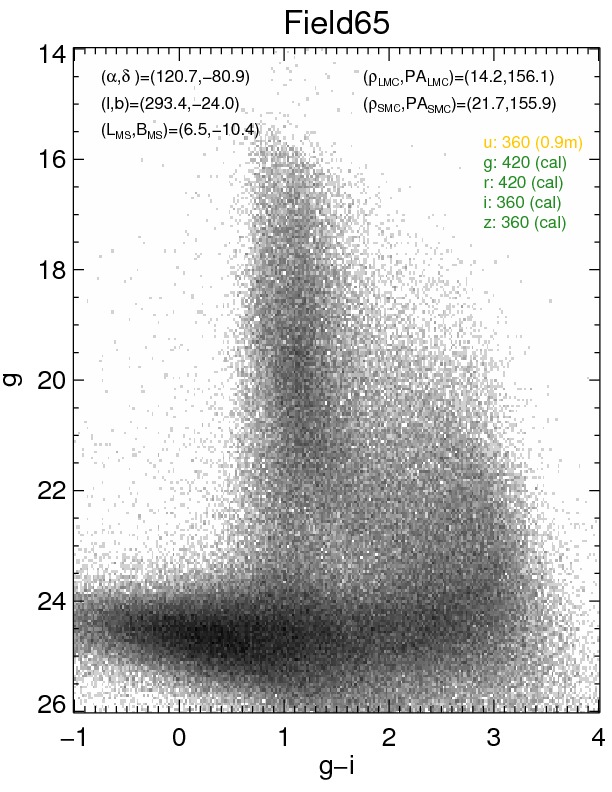 Field65
(α,δ )=(120.7,−80.9)
(ρLMC,PALMC)=(14.2,156.1)
(l,b)=(293.4,−24.0)
(ρSMC,PASMC)=(21.7,155.9)
(LMS,BMS)=(6.5,−10.4)
u: 360 (0.9m)
g: 420 (cal)
r: 420 (cal)
i: 360 (cal)
z: 360 (cal)
14
16
18
20
22
24
26
g
−1 0 1 2 3 4
g−i